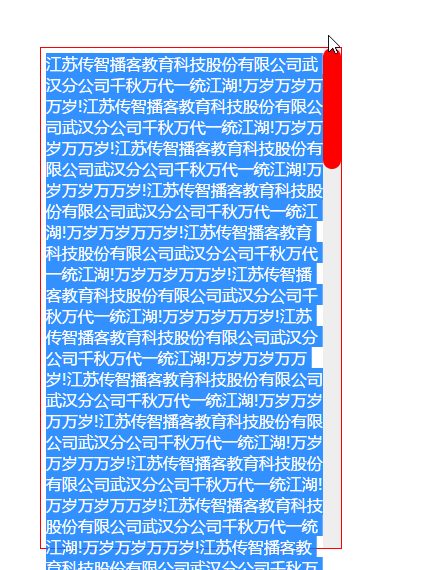 江苏传智播客教育科技股份有限公司武
汉分公司千秋万代一统江湖!万岁万岁万
万岁!江苏传智播客教育科技股份有限公
司武汉分公司千秋万代一统江湖!万岁万
岁万万岁!江苏传智播客教育科技股份有
限公司武汉分公司千秋万代一统江湖!万
岁万岁万万岁!江苏传智播客教育科技股
份有限公司武汉分公司千秋万代一统江
湖!万岁万岁万万岁!江苏传智播客教育
科技股份有限公司武汉分公司千秋万代
一统江湖!万岁万岁万万岁!江苏传智播
客教育科技股份有限公司武汉分公司千
秋万代一统江湖!万岁万岁万万岁!江苏
传智播客教育科技股份有限公司武汉分
公司千秋万代一统江湖!万岁万岁万万
岁!江苏传智播客教育科技股份有限公司
武汉分公司千秋万代一统江湖!万岁万岁
万万岁!江苏传智播客教育科技股份有限
公司武汉分公司千秋万代一统江湖!万岁
万岁万万岁!江苏传智播客教育科技股份
有限公司武汉分公司千秋万代一统江湖!
万岁万岁万万岁!江苏传智播客教育科技
股份有限公司武汉分公司千秋万代一统
江湖!万岁万岁万万岁!江苏传智播客教
育科技股份有限公司武汉分公司千秋万